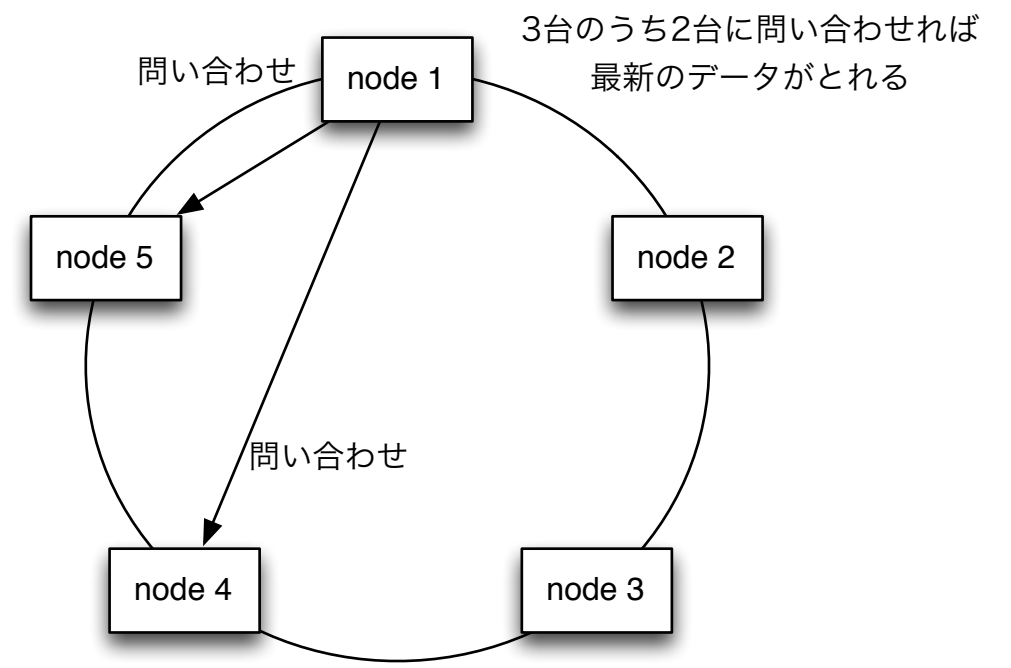 3台のうち2台に問い合わせれば
最新のデータがとれる
問い合わせ
node 1
node 5
node 2
問い合わせ
node 4
node 3